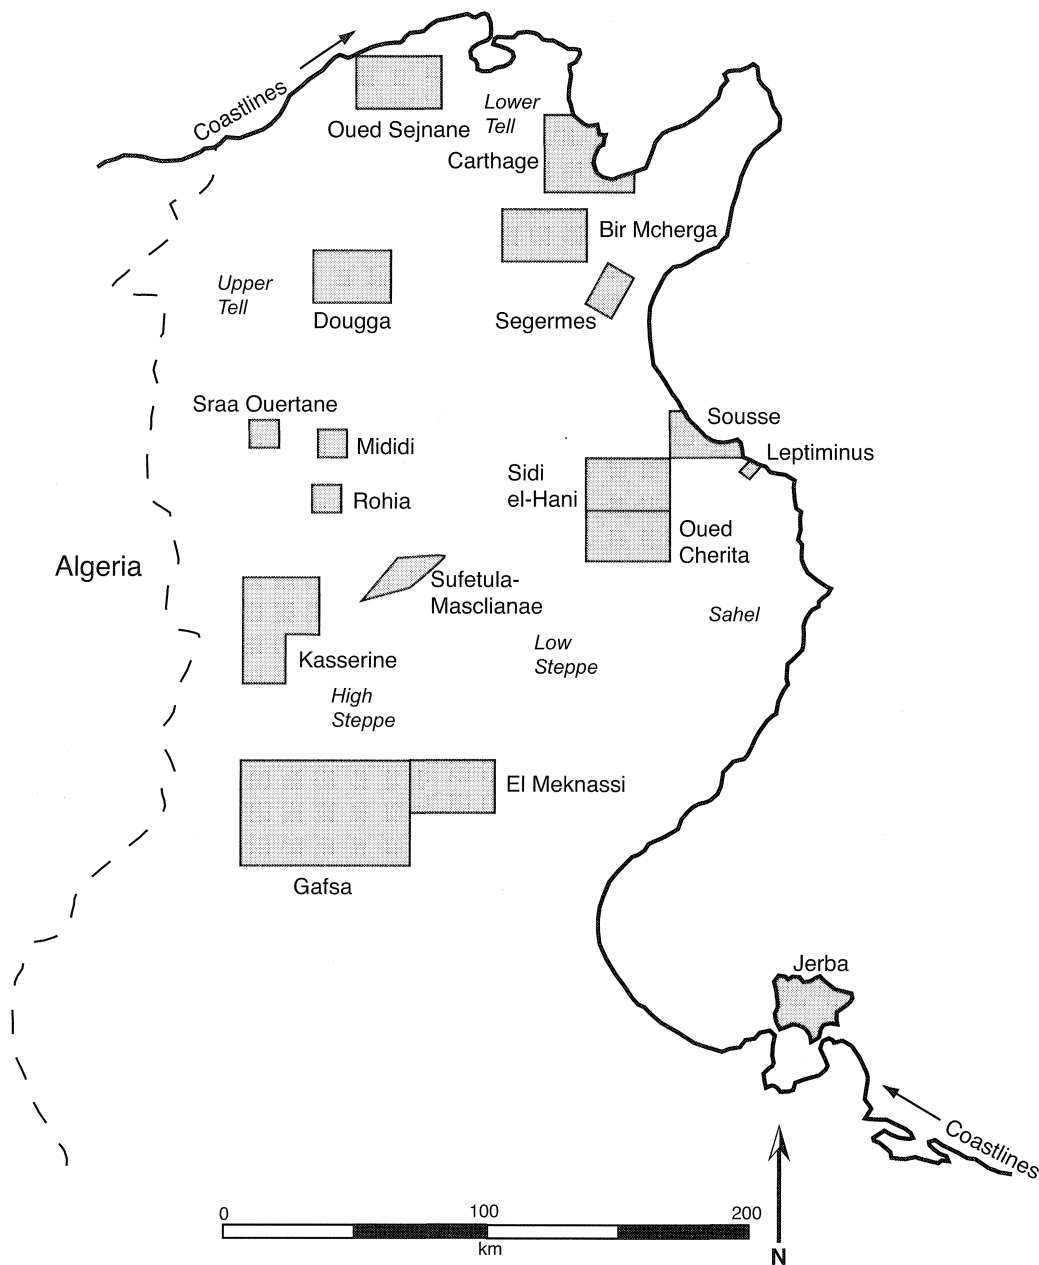 Coastlines
Oued Sejnane
Lower
Tell
Carthage
Bir Mcherga
Upper
Tell
Dougga
Segermes
Sraa Ouertane
Mididi
Sousse
Leptiminus
Sidi
el-Hani
Rohia
Oued
Cherita
Algeria
Sufetula-
Masclianae
Sahel
Low
Steppe
Kasserine
High
Steppe
El Meknassi
Gafsa
Jerba
Coastlines
0
100
200
km
N